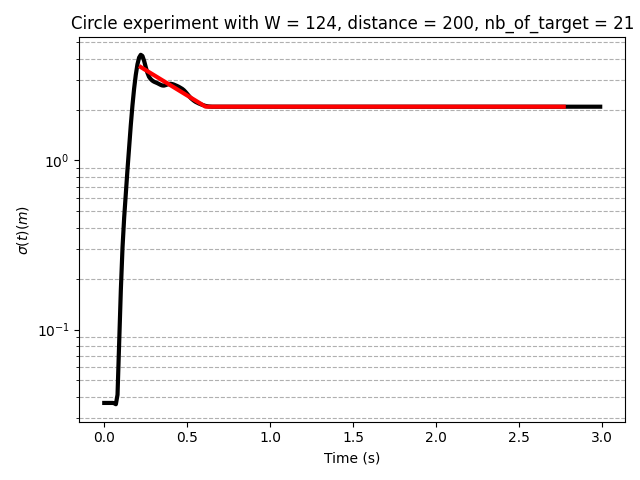 Circle experiment with W = 124, distance = 200, nb_of_target = 21
10⁰
10⁻¹
σ(t)(m)
0.0 0.5 1.0 1.5 2.0 2.5 3.0
Time (s)